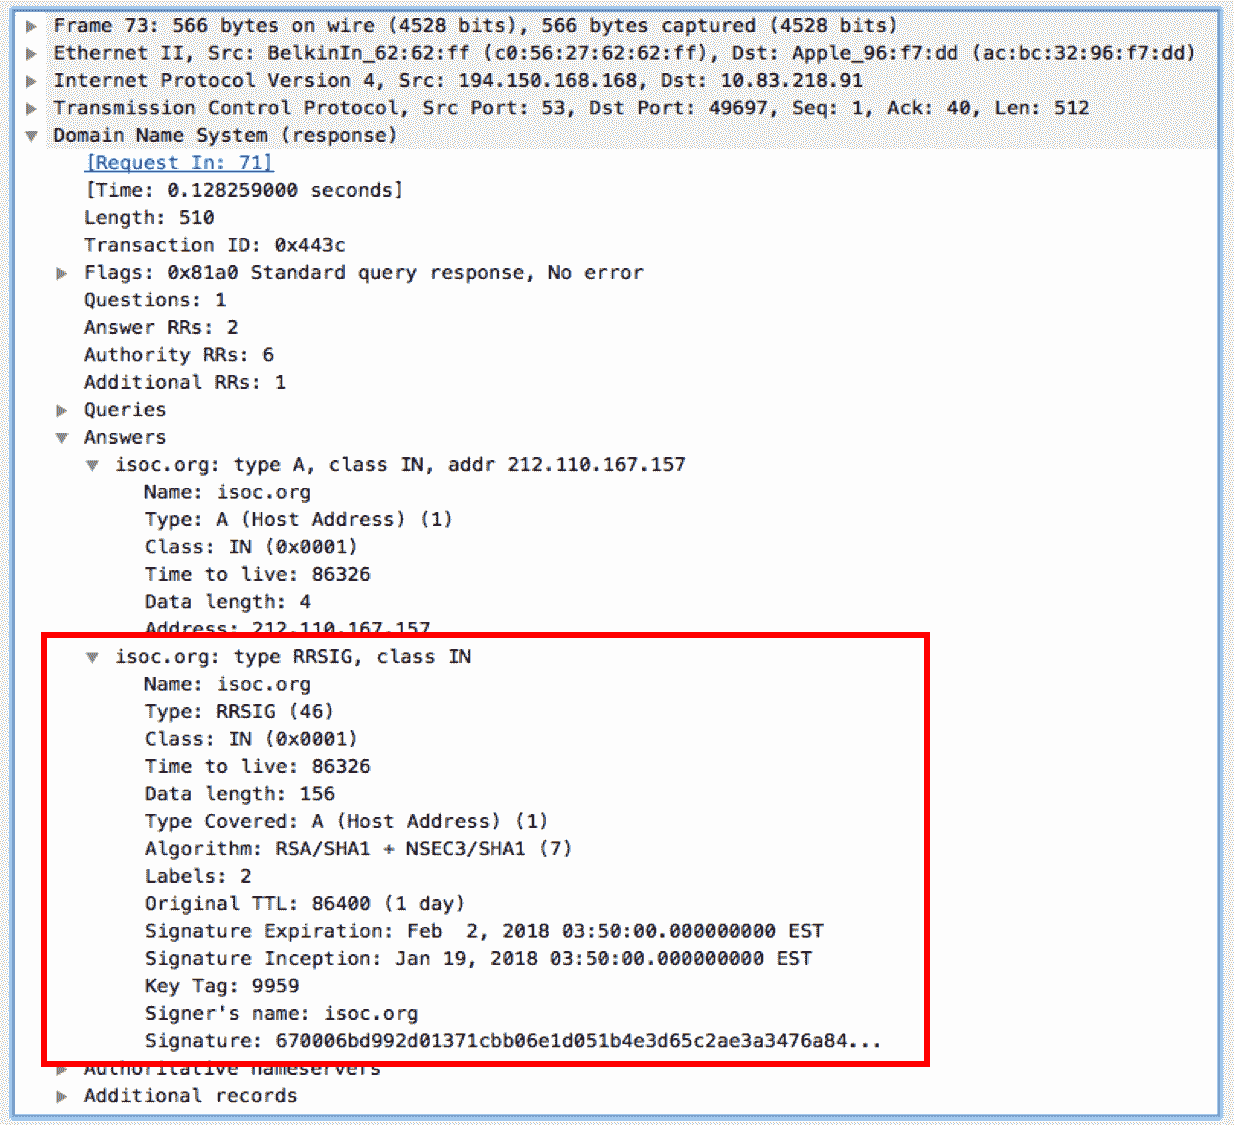 Frame 73: 566 bytes on wire (4528 bits), 566 bytes captured (4528 bits)
Ethernet II, Src: BelkinIn_62:62:ff (c0:56:27:62:62:ff), Dst: Apple_96:f7:dd (ac:bc:32:96:f7:dd)
Internet Protocol Version 4, Src: 194.150.168.168, Dst: 10.83.218.91
Transmission Control Protocol, Src Port: 53, Dst Port: 49697, Seq: 1, Ack: 40, Len: 512
Domain Name System (response)
[Request In: 71]
[Time: 0.128259000 seconds]
Length: 510
Transaction ID: 0x443c
Flags: 0x81a0 Standard query response, No error
Questions: 1
Answer RRs: 2
Authority RRs: 6
Additional RRs: 1
Queries
Answers
isoc.org: type A, class IN, addr 212.110.167.157
Name: isoc.org
Type: A (Host Address) (1)
Class: IN (0x0001)
Time to live: 86326
Data length: 4
Address: 212.110.167.157
isoc.org: type RRSIG, class IN
Name: isoc.org
Type: RRSIG (46)
Class: IN (0x0001)
Time to live: 86326
Data length: 156
Type Covered: A (Host Address) (1)
Algorithm: RSA/SHA1 + NSEC3/SHA1 (7)
Labels: 2
Original TTL: 86400 (1 day)
Signature Expiration: Feb  2, 2018 03:50:00.000000000 EST
Signature Inception: Jan 19, 2018 03:50:00.000000000 EST
Key Tag: 9959
Signer's name: isoc.org
Signature: 670006bd992d01371cbb06e1d051b4e3d65c2ae3a3476a84...
Authoritative nameservers
Additional records